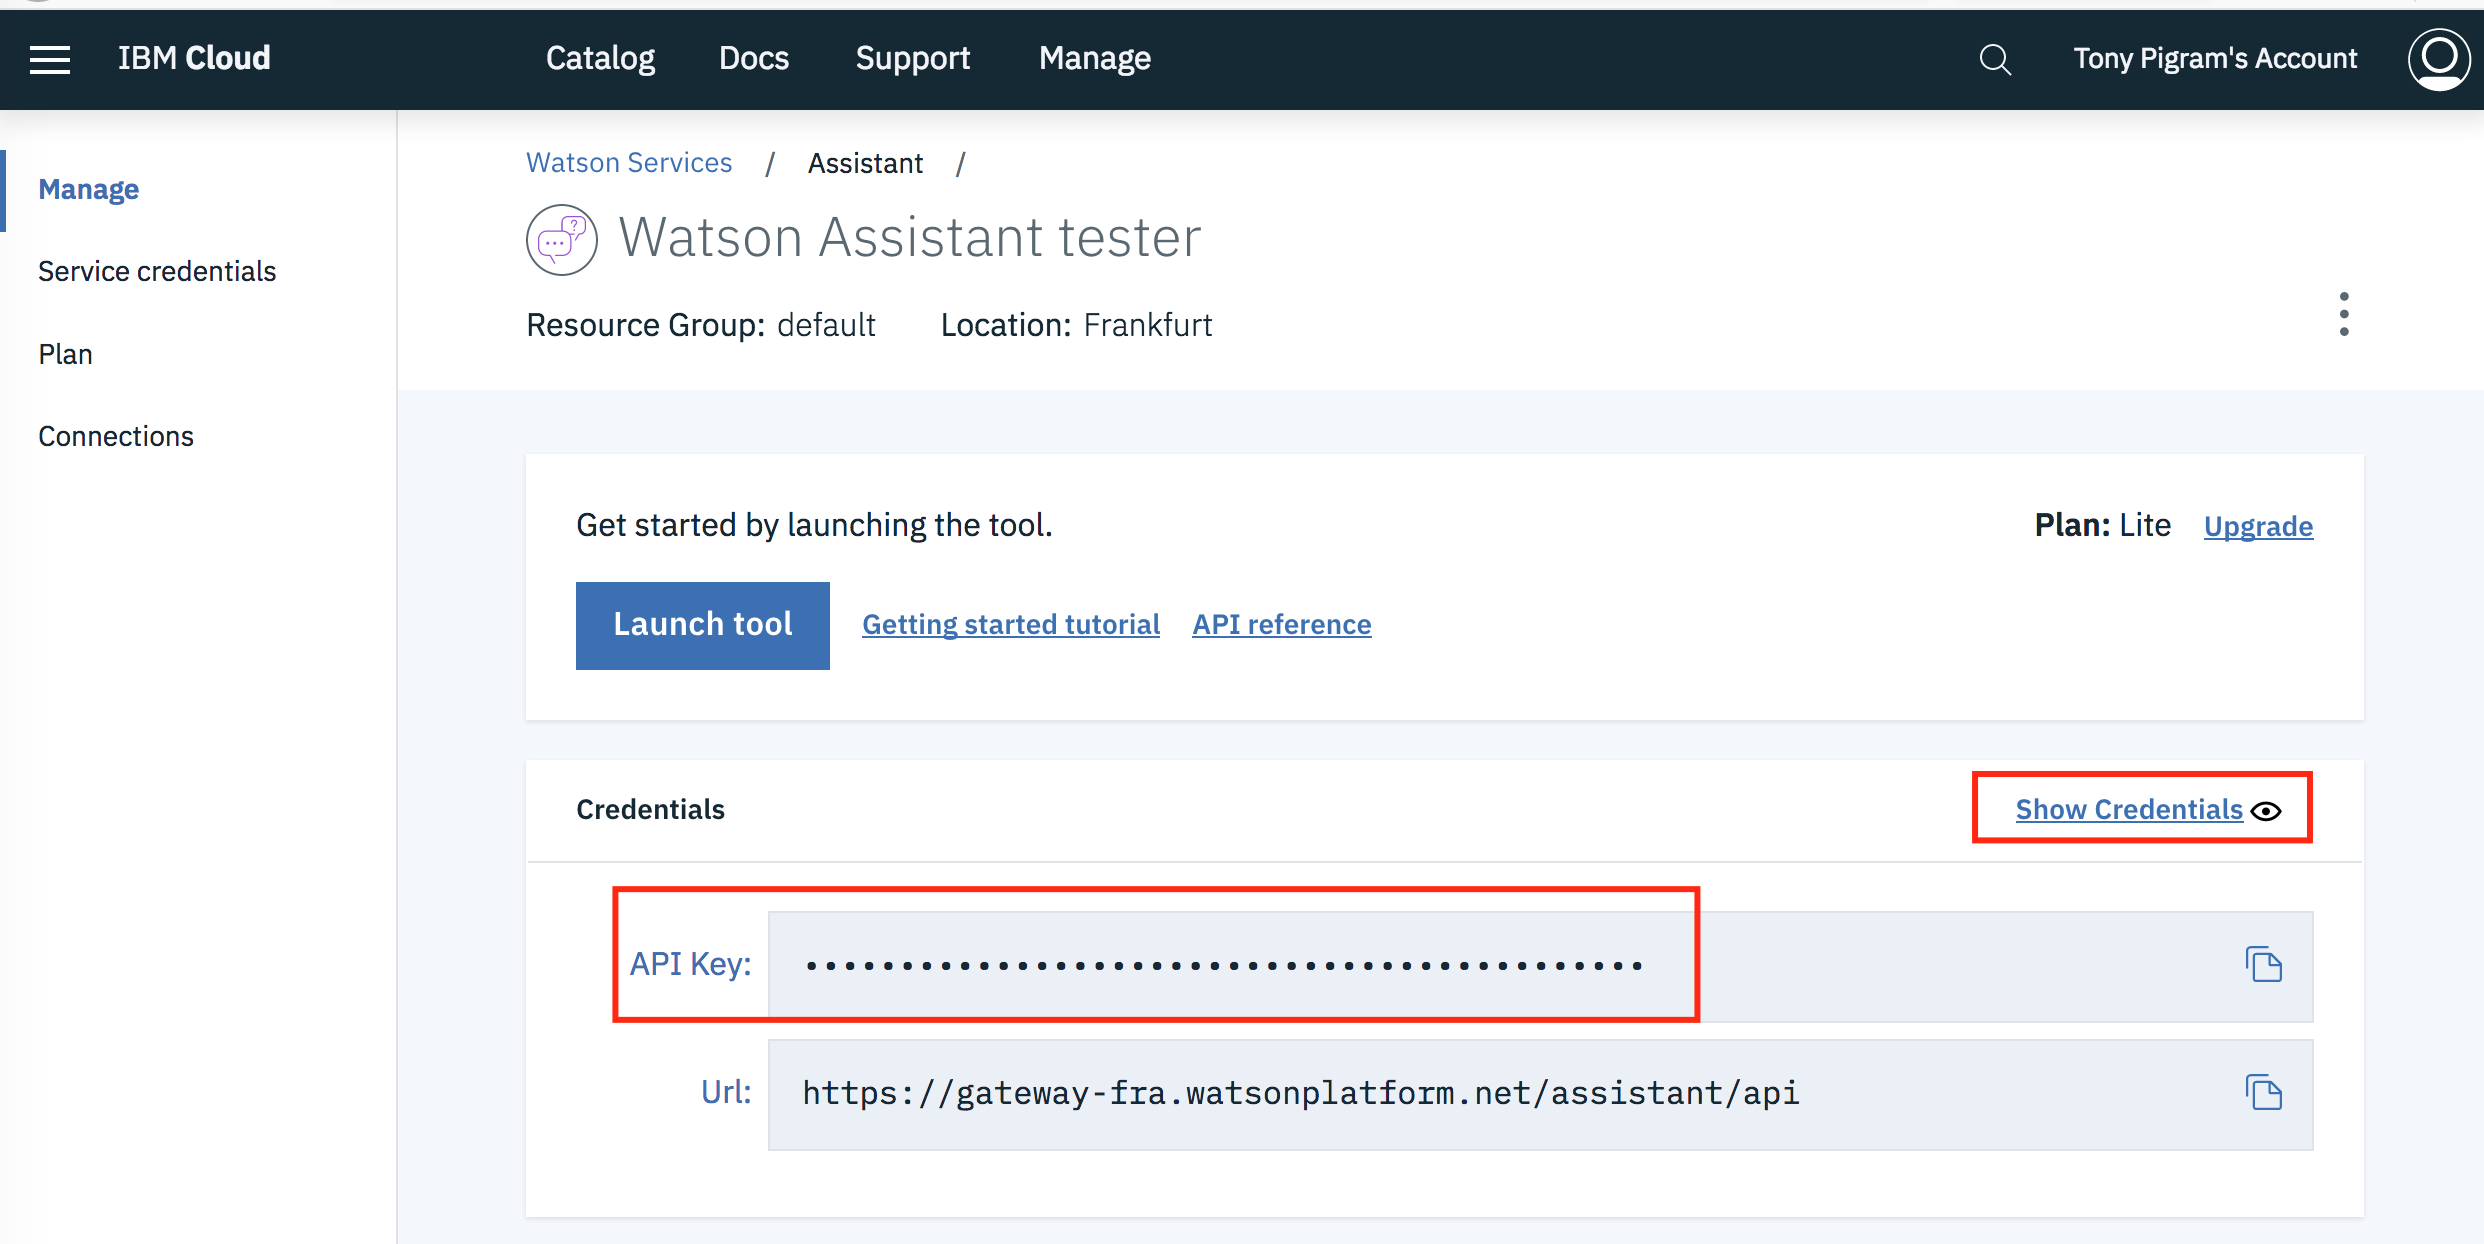 IBM Cloud Catalog Docs Support Manage Tony Pigram's Account
Manage
Service credentials
Plan
Connections
Watson Services / Assistant /
Watson Assistant tester
Resource Group: default Location: Frankfurt
Get started by launching the tool.
Plan: Lite Upgrade
Launch tool Getting started tutorial API reference
Credentials Show Credentials
API Key: ••••••••••••••••••••••••••••••••••••••••••••
Url: https://gateway-fra.watsonplatform.net/assistant/api